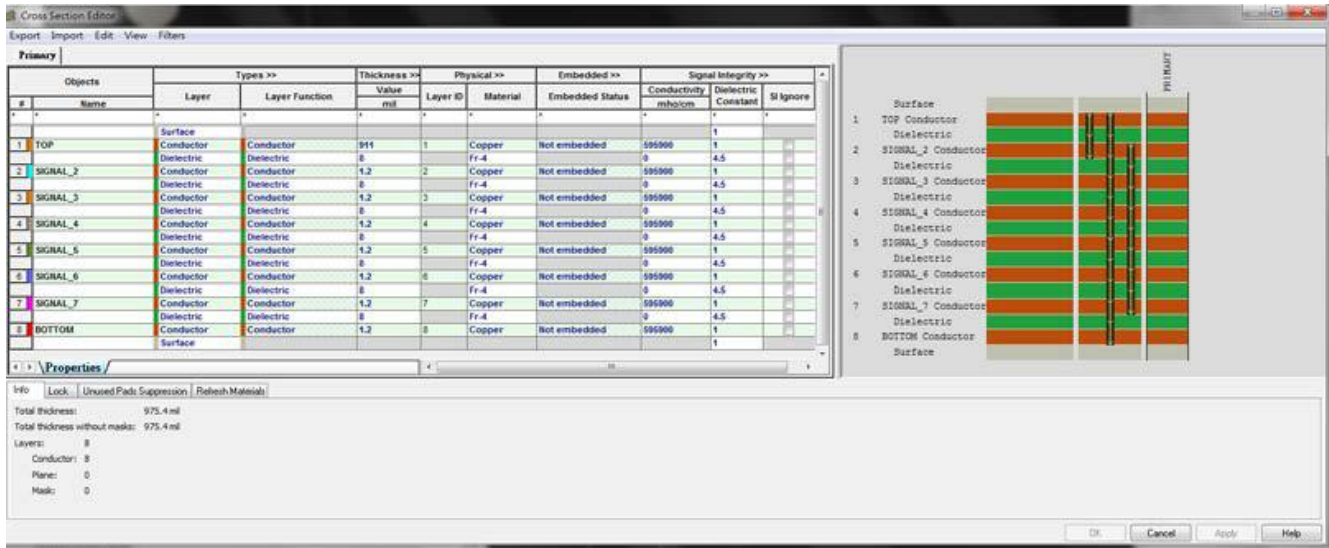 Cross Section Editor
Export Import Edit View Filters
Primary
Objects Types >> Thickness >> Physical >> Embedded >> Signal Integrity >>
# Name Layer Layer Function Value mil Layer ID Material Embedded Status Conductivity mho/cm Dielectric Constant SI Ignore
* * * * * * * * * *
Surface 1
1 TOP Conductor Conductor 911 1 Copper Not embedded 595900 1
Dielectric Dielectric 8 Fr-4 0 4.5
2 SIGNAL_2 Conductor Conductor 1.2 2 Copper Not embedded 595900 1
Dielectric Dielectric 8 Fr-4 0 4.5
3 SIGNAL_3 Conductor Conductor 1.2 3 Copper Not embedded 595900 1
Dielectric Dielectric 8 Fr-4 0 4.5
4 SIGNAL_4 Conductor Conductor 1.2 4 Copper Not embedded 595900 1
Dielectric Dielectric 8 Fr-4 0 4.5
5 SIGNAL_5 Conductor Conductor 1.2 5 Copper Not embedded 595900 1
Dielectric Dielectric 8 Fr-4 0 4.5
6 SIGNAL_6 Conductor Conductor 1.2 6 Copper Not embedded 595900 1
Dielectric Dielectric 8 Fr-4 0 4.5
7 SIGNAL_7 Conductor Conductor 1.2 7 Copper Not embedded 595900 1
Dielectric Dielectric 8 Fr-4 0 4.5
8 BOTTOM Conductor Conductor 1.2 8 Copper Not embedded 595900 1
Surface 1
Properties
PRIMARY
Surface
1 TOP Conductor
Dielectric
2 SIGNAL_2 Conductor
Dielectric
3 SIGNAL_3 Conductor
Dielectric
4 SIGNAL_4 Conductor
Dielectric
5 SIGNAL_5 Conductor
Dielectric
6 SIGNAL_6 Conductor
Dielectric
7 SIGNAL_7 Conductor
Dielectric
8 BOTTOM Conductor
Surface
Info Lock Unused Pads Suppression Refresh Materials
Total thickness: 975.4 mil
Total thickness without masks: 975.4 mil
Layers: 8
Conductor: 8
Plane: 0
Mask: 0
OK Cancel Apply Help